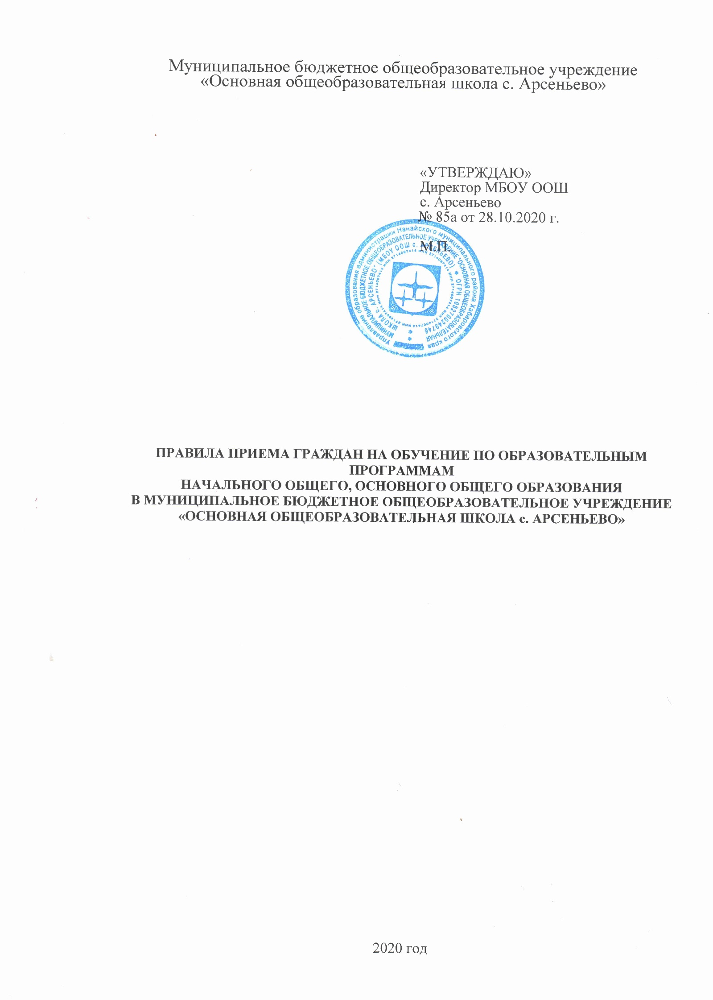 Муниципальное бюджетное общеобразовательное учреждение
«Основная общеобразовательная школа с. Арсеньево»
«УТВЕРЖДАЮ»
Директор МБОУ ООШ
с. Арсеньево
№ 85а от 28.10.2020 г.
М.П.
Управление образования администрации Нанайского муниципального района Хабаровского края
МУНИЦИПАЛЬНОЕ БЮДЖЕТНОЕ ОБЩЕОБРАЗОВАТЕЛЬНОЕ УЧРЕЖДЕНИЕ "ОСНОВНАЯ ОБЩЕОБРАЗОВАТЕЛЬНАЯ
ШКОЛА с. АРСЕНЬЕВО" (МБОУ ООШ с. АРСЕНЬЕВО) * ОГРН 1032700249746 *
ИНН 2714007414 ИНН 2714007414 ИНН 2714007414 ИНН 2714007414 ИНН 2714007414
ПРАВИЛА ПРИЕМА ГРАЖДАН НА ОБУЧЕНИЕ ПО ОБРАЗОВАТЕЛЬНЫМ
ПРОГРАММАМ
НАЧАЛЬНОГО ОБЩЕГО, ОСНОВНОГО ОБЩЕГО ОБРАЗОВАНИЯ
В МУНИЦИПАЛЬНОЕ БЮДЖЕТНОЕ ОБЩЕОБРАЗОВАТЕЛЬНОЕ УЧРЕЖДЕНИЕ
«ОСНОВНАЯ ОБЩЕОБРАЗОВАТЕЛЬНАЯ ШКОЛА с. АРСЕНЬЕВО»
2020 год